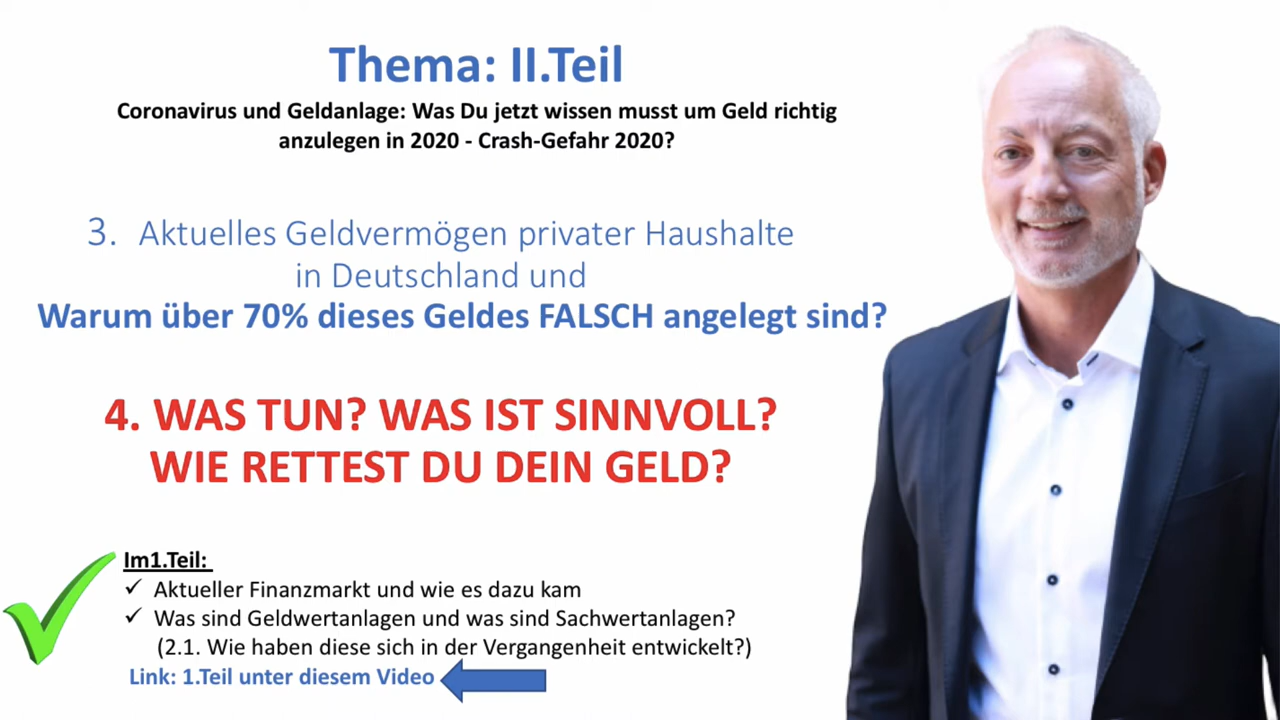 Thema: II.Teil
Coronavirus und Geldanlage: Was Du jetzt wissen musst um Geld richtig
anzulegen in 2020 - Crash-Gefahr 2020?
3. Aktuelles Geldvermögen privater Haushalte
in Deutschland und
Warum über 70% dieses Geldes FALSCH angelegt sind?
4. WAS TUN? WAS IST SINNVOLL?
WIE RETTEST DU DEIN GELD?
Im1.Teil:
✓ Aktueller Finanzmarkt und wie es dazu kam
✓ Was sind Geldwertanlagen und was sind Sachwertanlagen?
(2.1. Wie haben diese sich in der Vergangenheit entwickelt?)
Link: 1.Teil unter diesem Video